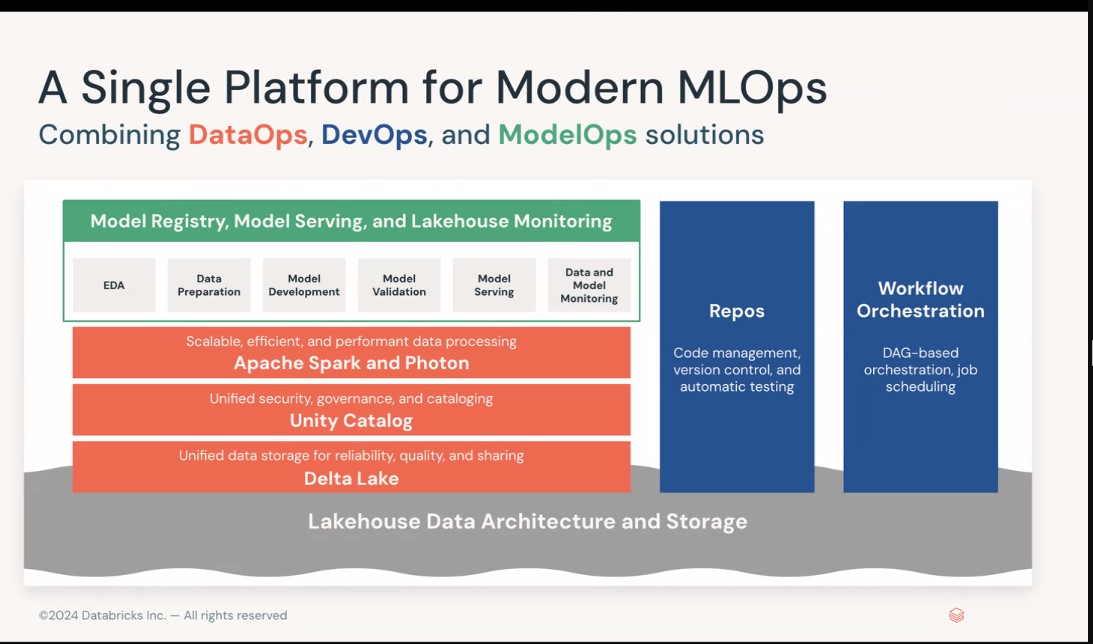 A Single Platform for Modern MLOps
Combining DataOps, DevOps, and ModelOps solutions
Model Registry, Model Serving, and Lakehouse Monitoring
EDA
Data
Preparation
Model
Development
Model
Validation
Model
Serving
Data and
Model
Monitoring
Scalable, efficient, and performant data processing
Apache Spark and Photon
Unified security, governance, and cataloging
Unity Catalog
Unified data storage for reliability, quality, and sharing
Delta Lake
Repos
Code management,
version control, and
automatic testing
Workflow
Orchestration
DAG-based
orchestration, job
scheduling
Lakehouse Data Architecture and Storage
©2024 Databricks Inc. — All rights reserved